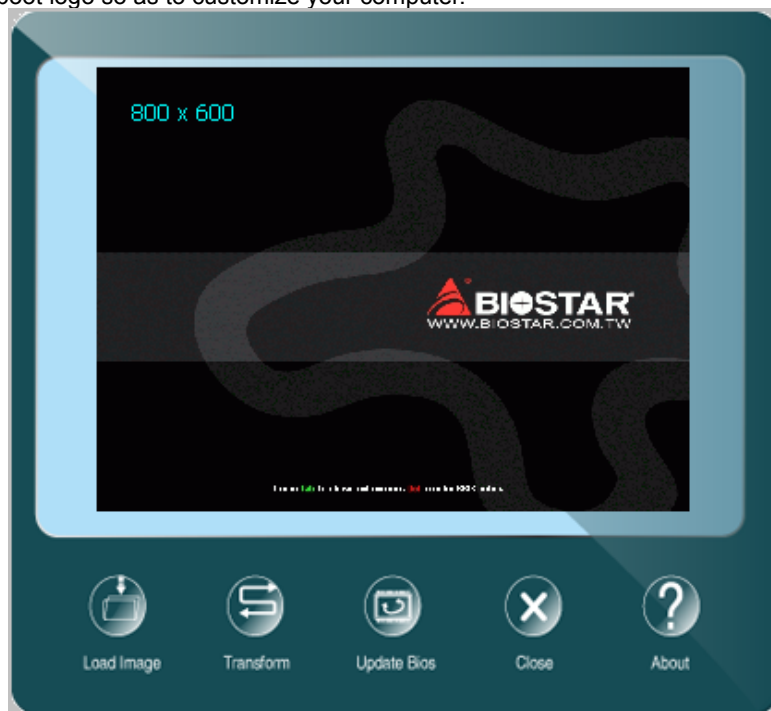 boot logo so as to customize your computer.
800 x 600
BIOSTAR
WWW.BIOSTAR.COM.TW
Load Image
Transform
Update Bios
Close
About